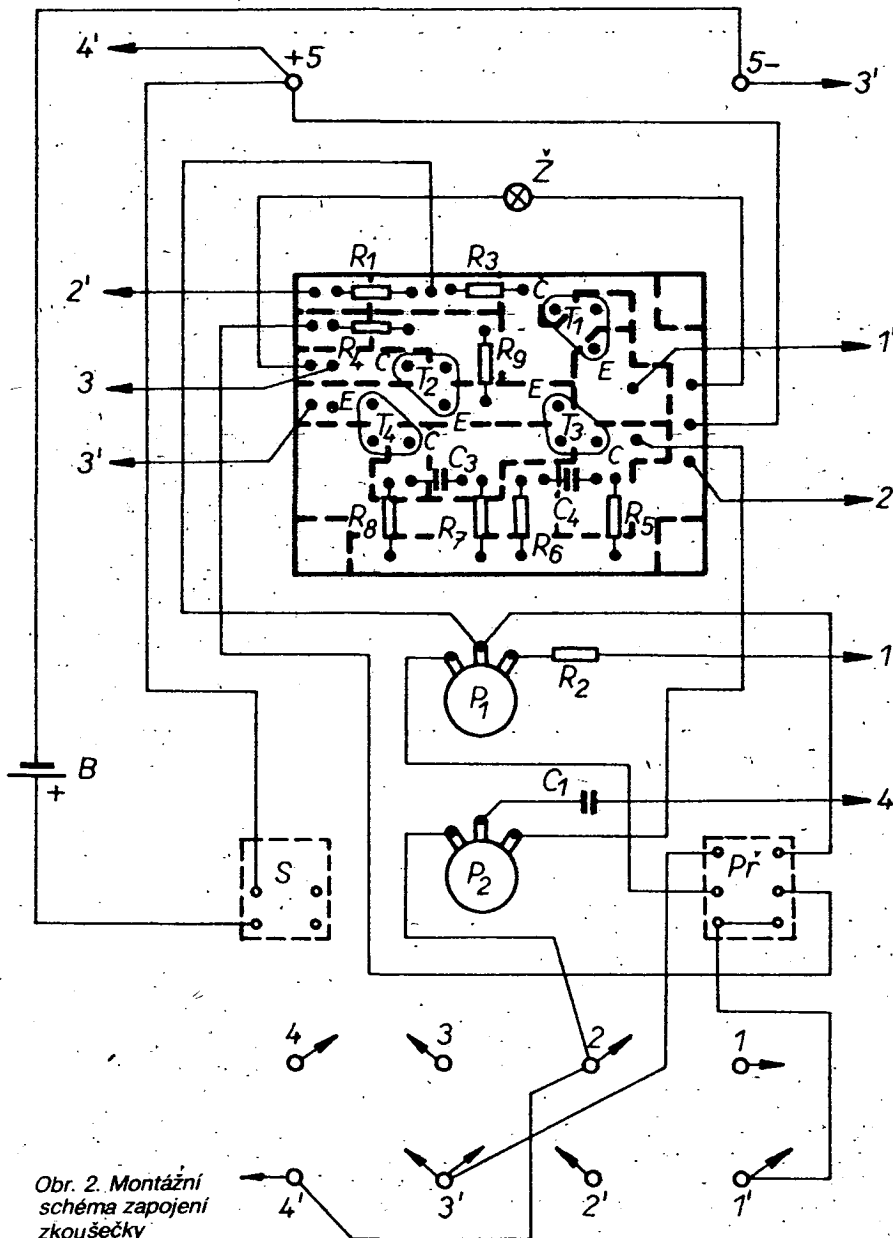 4' +5 5- 3'
Ž
R1 R3 C T1
2'
R4 C T2 R9 E 1'
3 E T4 E T3
3' C C3 C4 C 2
R8 R7 R6 R5
P1 R2 1
B + C1 4
S P2 Př
4 3 2 1
4' 3' 2' 1'
Obr. 2. Montážní
schéma zapojení
zkoušečky